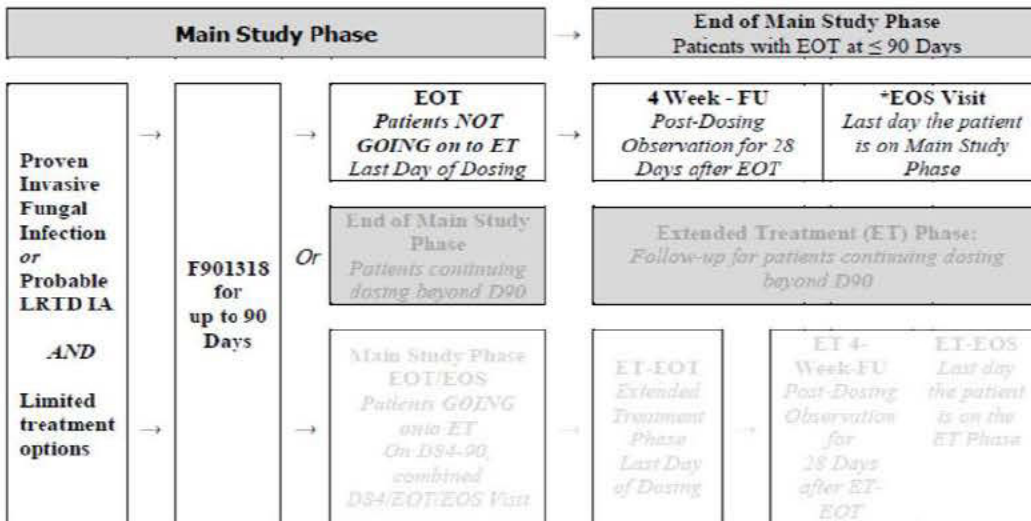 Main Study Phase
→
End of Main Study Phase
Patients with EOT at ≤ 90 Days
Proven
Invasive
Fungal
Infection
or
Probable
LRTD IA
AND
Limited
treatment
options
→
→
F901318
for
up to 90
Days
→
Or
→
EOT
Patients NOT
GOING on to ET
Last Day of Dosing
→
4 Week - FU
Post-Dosing
Observation for 28
Days after EOT
*EOS Visit
Last day the patient
is on Main Study
Phase
End of Main Study
Phase
Patients continuing
dosing beyond D90
Extended Treatment (ET) Phase:
Follow-up for patients continuing dosing
beyond D90
Main Study Phase
EOT/EOS
Patients GOING
onto ET
On D84-90,
combined
D84/EOT/EOS Visit
→
ET-EOT
Extended
Treatment
Phase
Last Day
of Dosing
→
ET 4-
Week-FU
Post-Dosing
Observation
for
28 Days
after ET-
EOT
ET-EOS
Last day
the patient
is on the
ET Phase